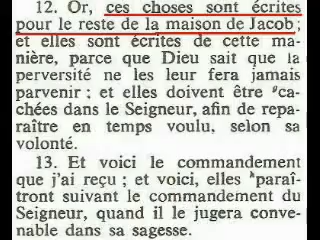 12. Or, ces choses sont écrites
pour le reste de la maison de Jacob;
et elles sont écrites de cette ma-
nière, parce que Dieu sait que la
perversité ne les leur fera jamais
parvenir; et elles doivent être gca-
chées dans le Seigneur, afin de repa-
raître en temps voulu, selon sa
volonté.
13. Et voici le commandement
que j'ai reçu; et voici, elles hparaî-
tront suivant le commandement du
Seigneur, quand il le jugera conve-
nable dans sa sagesse.